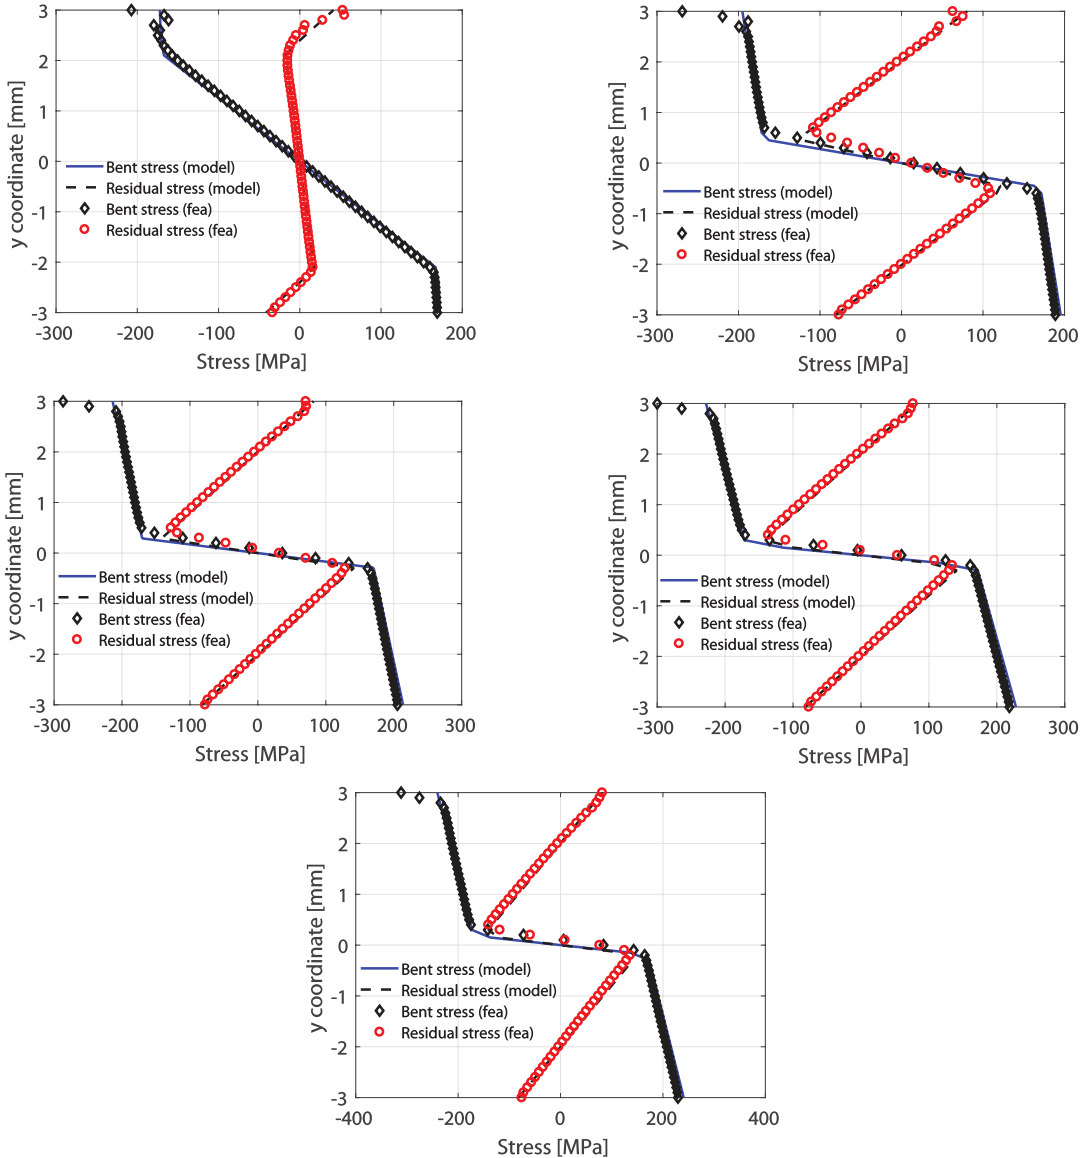 3
2
1
0
-1
-2
-3
y coordinate [mm]
Bent stress (model)
Residual stress (model)
Bent stress (fea)
Residual stress (fea)
-300 -200 -100 0 100 200
Stress [MPa]
3
2
1
0
-1
-2
-3
y coordinate [mm]
Bent stress (model)
Residual stress (model)
Bent stress (fea)
Residual stress (fea)
-300 -200 -100 0 100 200
Stress [MPa]
3
2
1
0
-1
-2
-3
y coordinate [mm]
Bent stress (model)
Residual stress (model)
Bent stress (fea)
Residual stress (fea)
-300 -200 -100 0 100 200 300
Stress [MPa]
3
2
1
0
-1
-2
-3
y coordinate [mm]
Bent stress (model)
Residual stress (model)
Bent stress (fea)
Residual stress (fea)
-300 -200 -100 0 100 200 300
Stress [MPa]
3
2
1
0
-1
-2
-3
y coordinate [mm]
Bent stress (model)
Residual stress (model)
Bent stress (fea)
Residual stress (fea)
-400 -200 0 200 400
Stress [MPa]